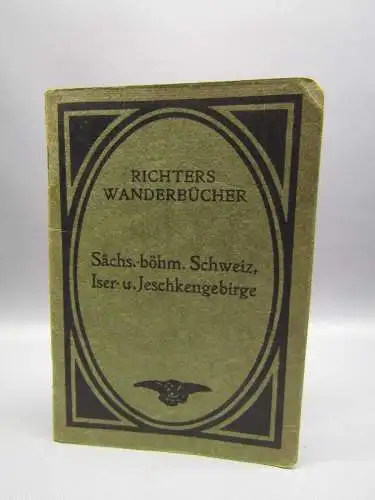 RICHTERS
WANDERBÜCHER
Sächs.-böhm. Schweiz,
Iser- u. Jeschkengebirge